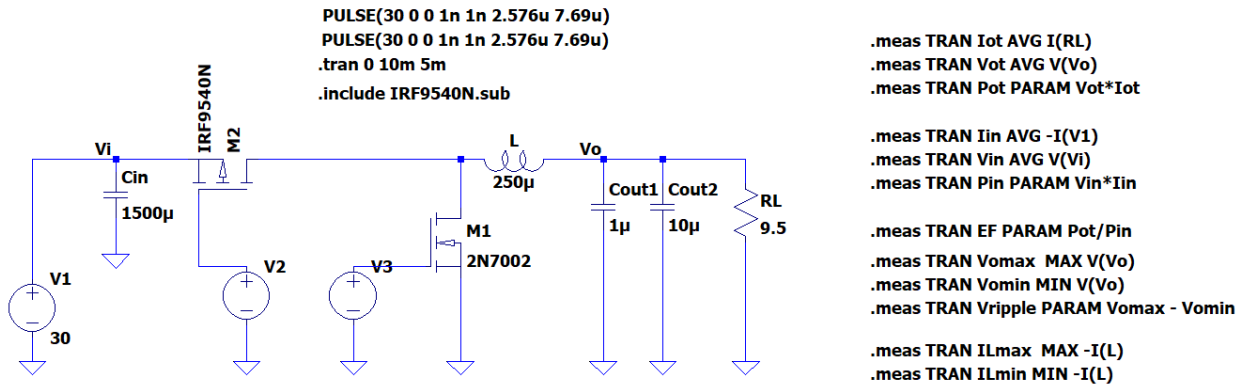 PULSE(30 0 0 1n 1n 2.576u 7.69u)
PULSE(30 0 0 1n 1n 2.576u 7.69u)
.tran 0 10m 5m
.include IRF9540N.sub
.meas TRAN Iot AVG I(RL)
.meas TRAN Vot AVG V(Vo)
.meas TRAN Pot PARAM Vot*Iot
.meas TRAN Iin AVG -I(V1)
.meas TRAN Vin AVG V(Vi)
.meas TRAN Pin PARAM Vin*Iin
.meas TRAN EF PARAM Pot/Pin
.meas TRAN Vomax  MAX V(Vo)
.meas TRAN Vomin MIN V(Vo)
.meas TRAN Vripple PARAM Vomax - Vomin
.meas TRAN ILmax  MAX -I(L)
.meas TRAN ILmin MIN -I(L)
IRF9540N
M2
Vi
Cin
1500µ
V1
30
V2
V3
M1
2N7002
L
250µ
Vo
Cout1
1µ
Cout2
10µ
RL
9.5